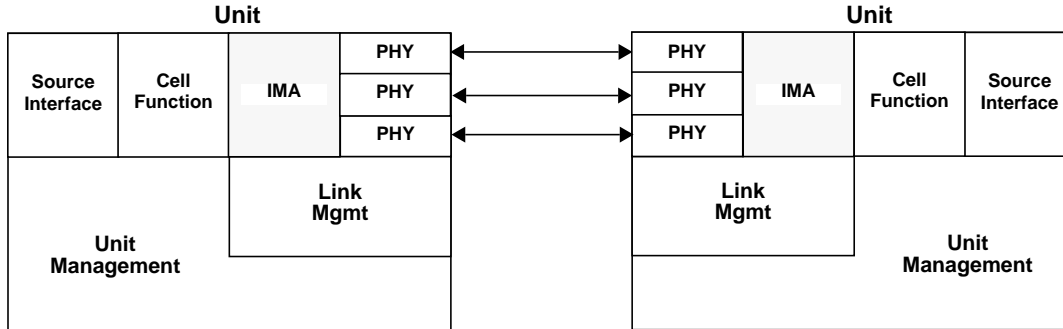 Unit
Unit
Source
Interface
Cell
Function
IMA
PHY
PHY
PHY
PHY
PHY
PHY
IMA
Cell
Function
Source
Interface
Link
Mgmt
Link
Mgmt
Unit
Management
Unit
Management